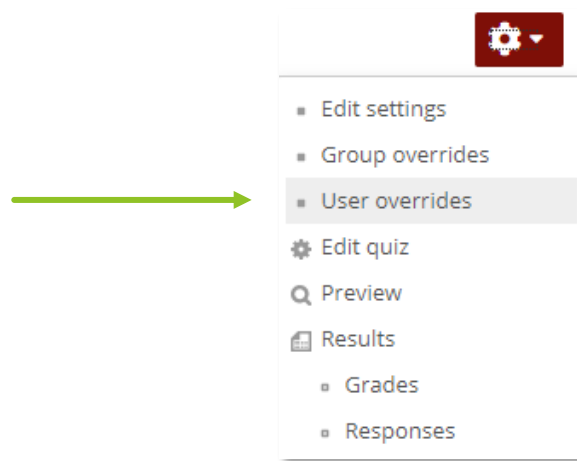 Edit settings
Group overrides
User overrides
Edit quiz
Preview
Results
Grades
Responses